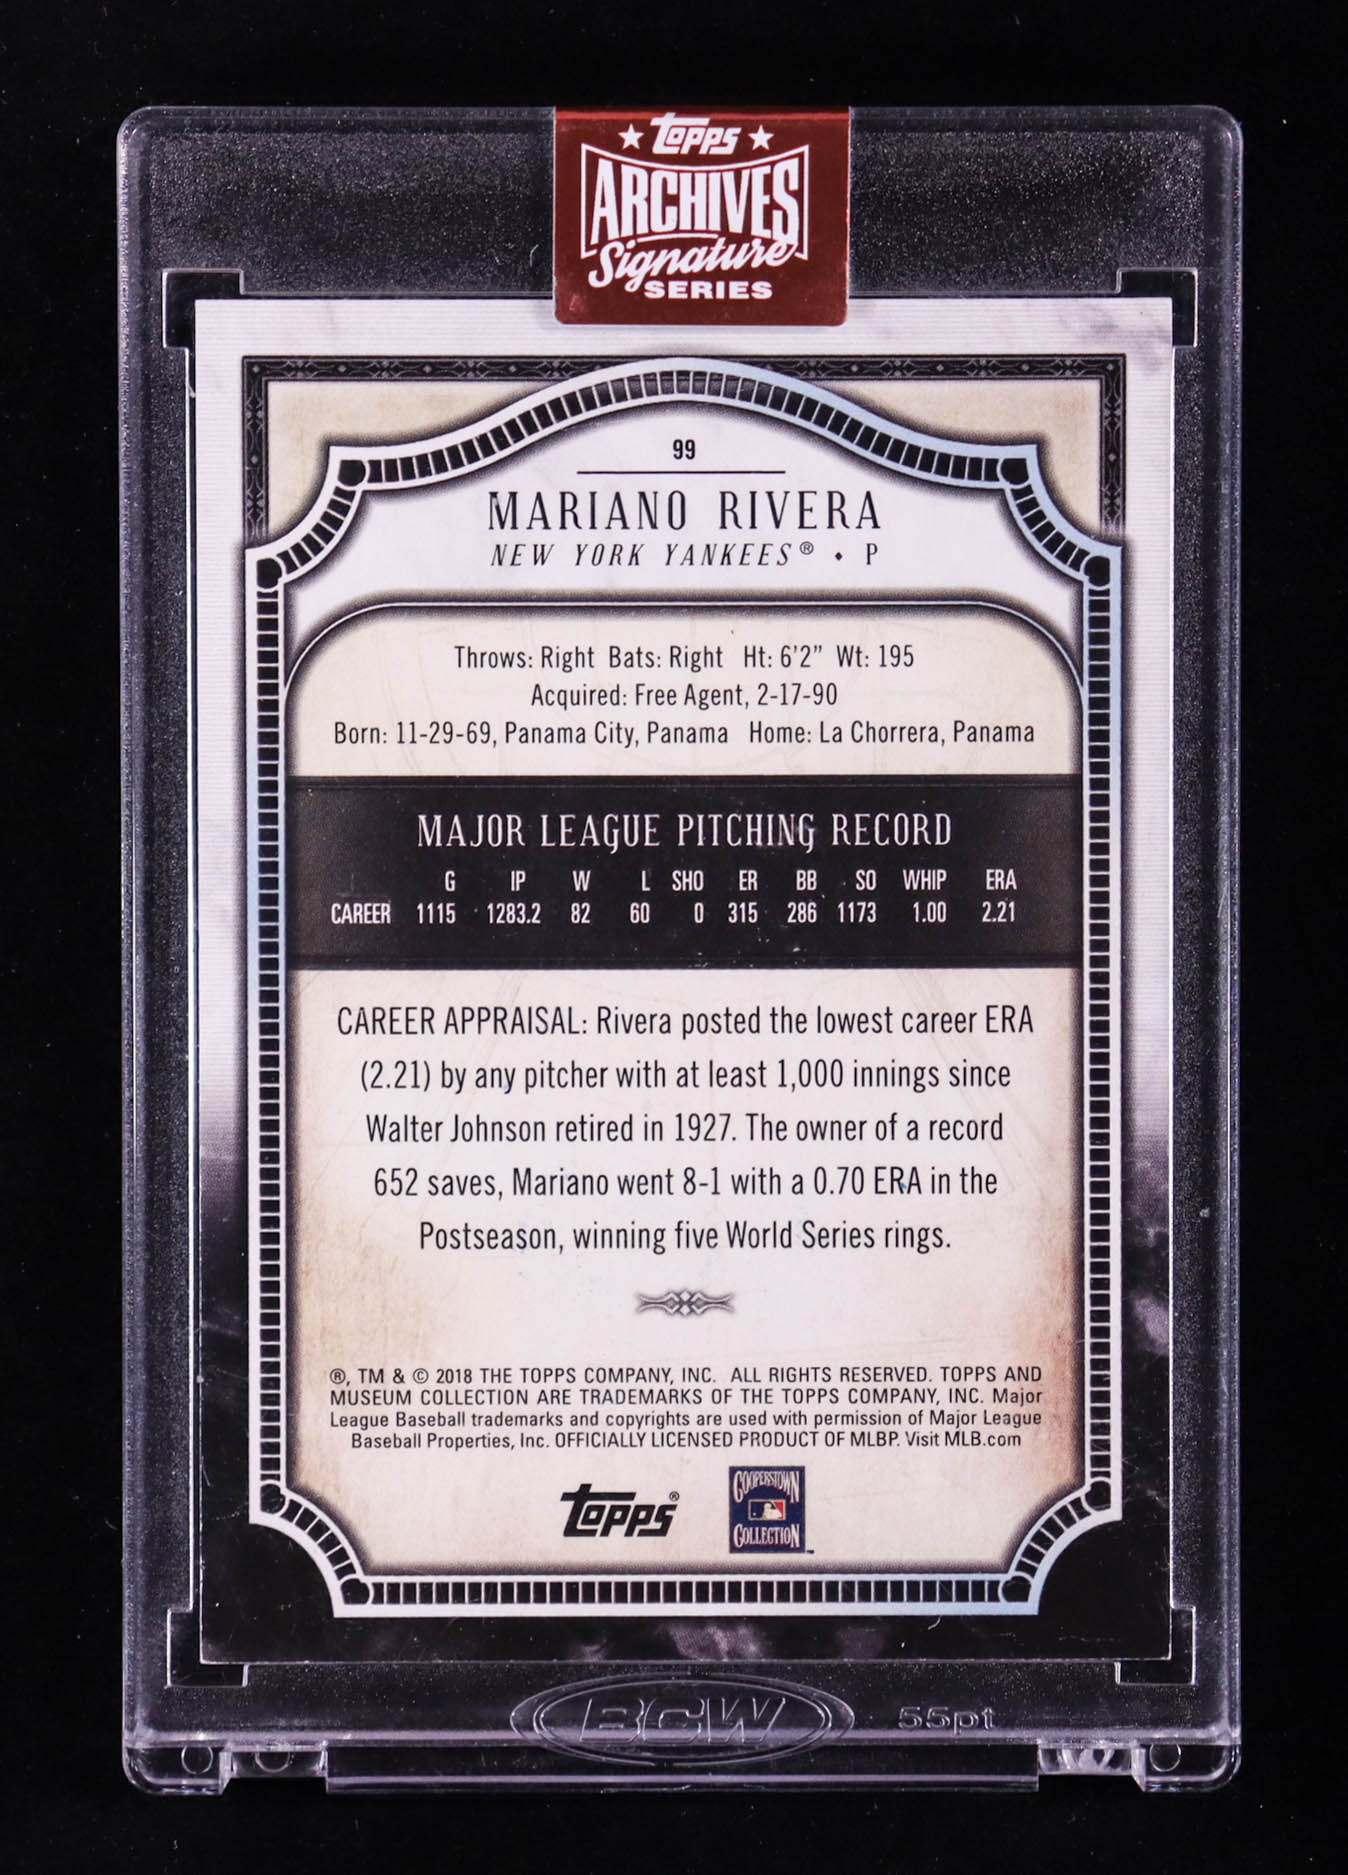 ★ Topps ★
ARCHIVES
Signature
SERIES
99
MARIANO RIVERA
NEW YORK YANKEES® • P
Throws: Right Bats: Right Ht: 6'2" Wt: 195
Acquired: Free Agent, 2-17-90
Born: 11-29-69, Panama City, Panama Home: La Chorrera, Panama
MAJOR LEAGUE PITCHING RECORD
G IP W L SHO ER BB SO WHIP ERA
CAREER 1115 1283.2 82 60 0 315 286 1173 1.00 2.21
CAREER APPRAISAL: Rivera posted the lowest career ERA
(2.21) by any pitcher with at least 1,000 innings since
Walter Johnson retired in 1927. The owner of a record
652 saves, Mariano went 8-1 with a 0.70 ERA in the
Postseason, winning five World Series rings.
®, TM & © 2018 THE TOPPS COMPANY, INC. ALL RIGHTS RESERVED. TOPPS AND
MUSEUM COLLECTION ARE TRADEMARKS OF THE TOPPS COMPANY, INC. Major
League Baseball trademarks and copyrights are used with permission of Major League
Baseball Properties, Inc. OFFICIALLY LICENSED PRODUCT OF MLBP. Visit MLB.com
Topps®
COOPERSTOWN
COLLECTION™
BCW 55pt